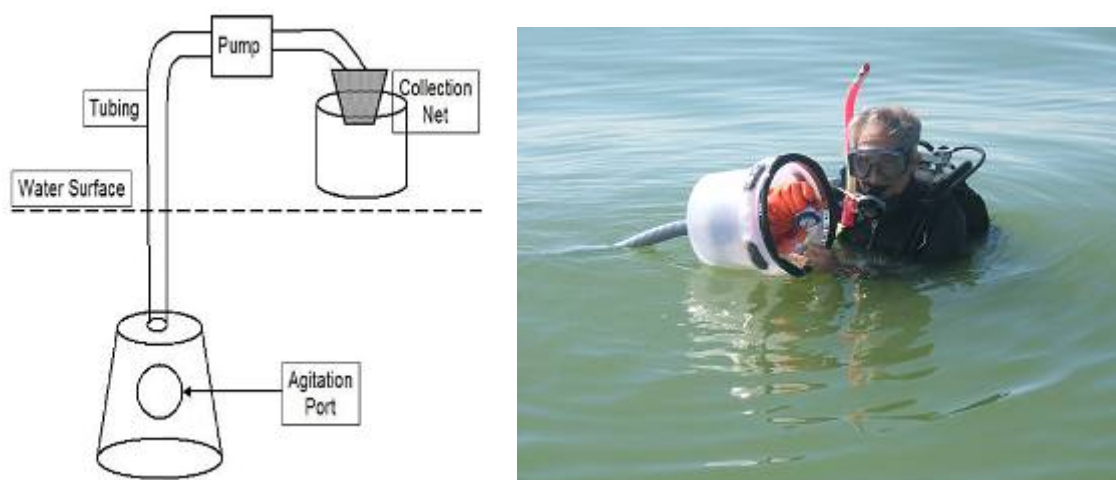 Pump
Collection
Net
Tubing
Water Surface
Agitation
Port